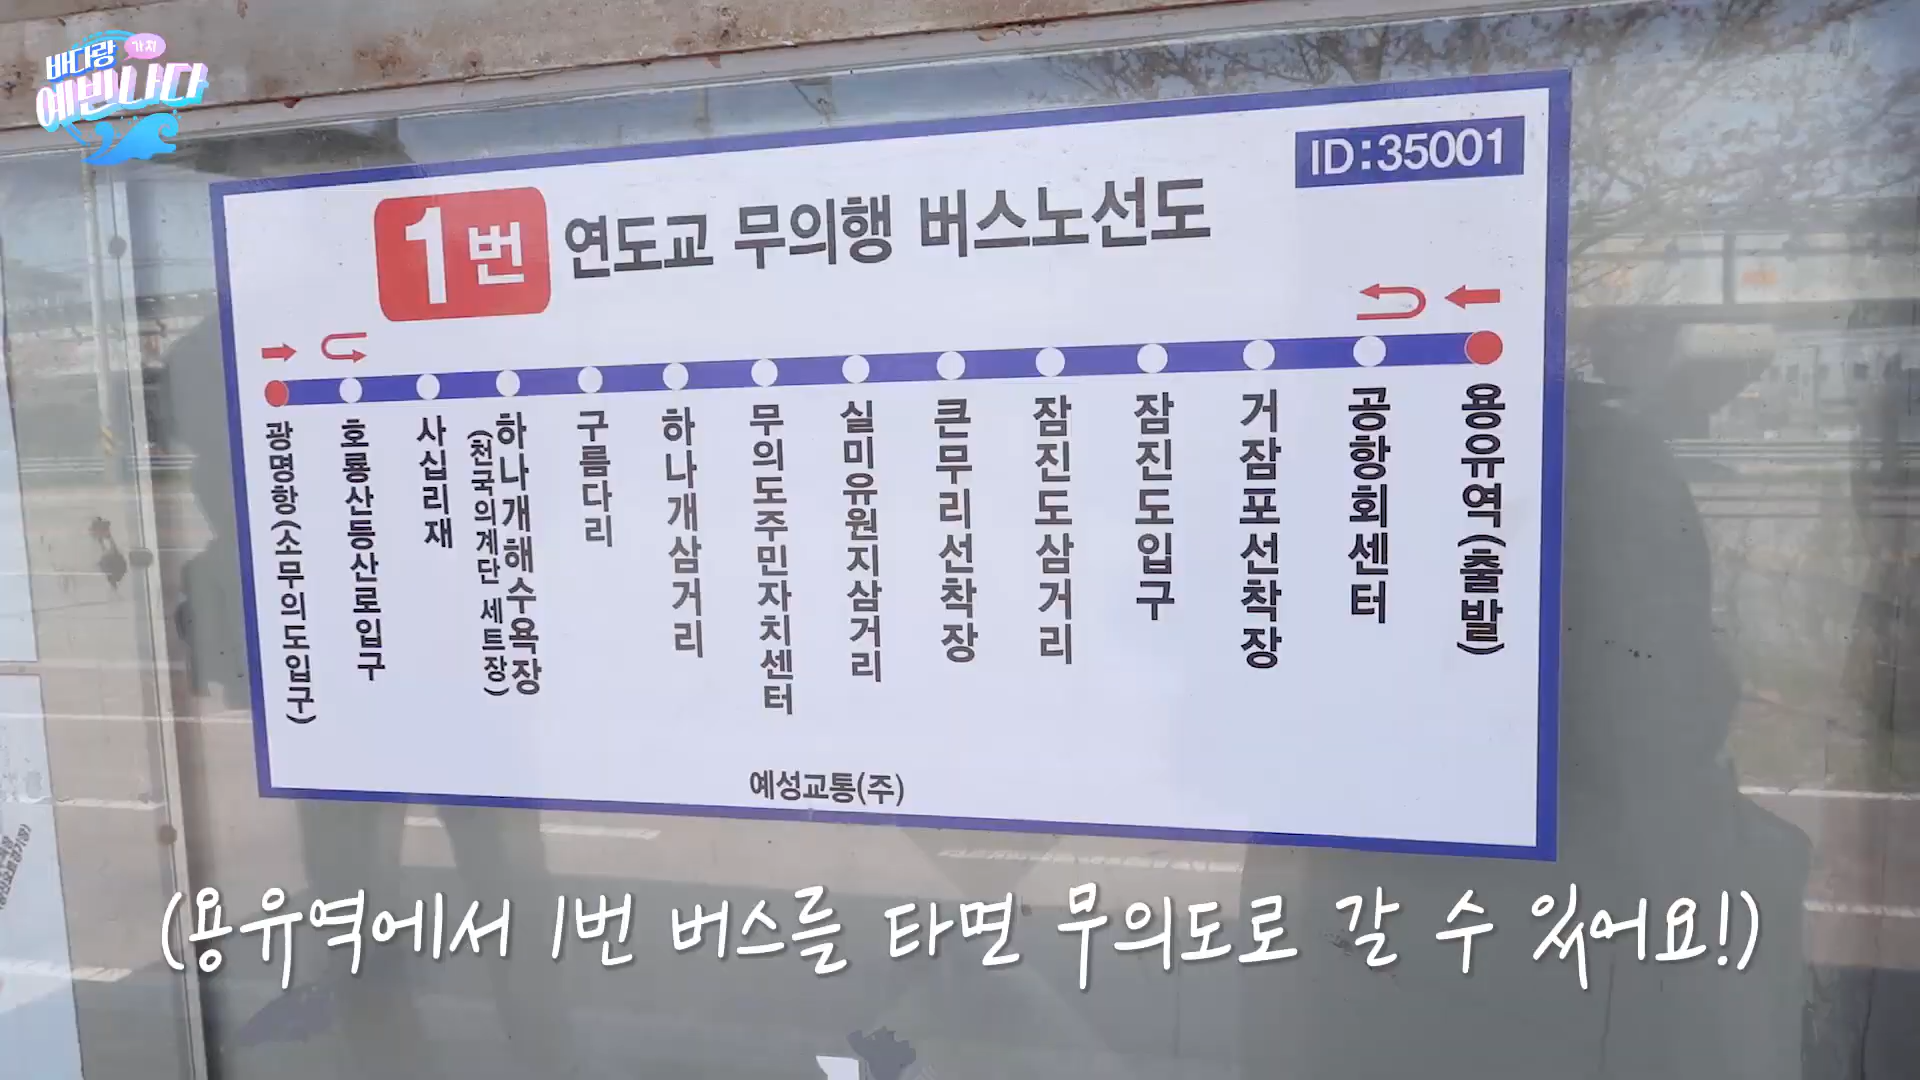 바다랑 가치
예빈나다
ID:35001
1번 연도교 무의행 버스노선도
광명항(소무의도입구)
호룡산등산로입구
사십리재
하나개해수욕장
(천국의계단 세트장)
구름다리
하나개삼거리
무의도주민자치센터
실미유원지삼거리
큰무리선착장
잠진도삼거리
잠진도입구
거잠포선착장
공항회센터
용유역(출발)
예성교통(주)
(용유역에서 1번 버스를 타면 무의도로 갈 수 있어요!)